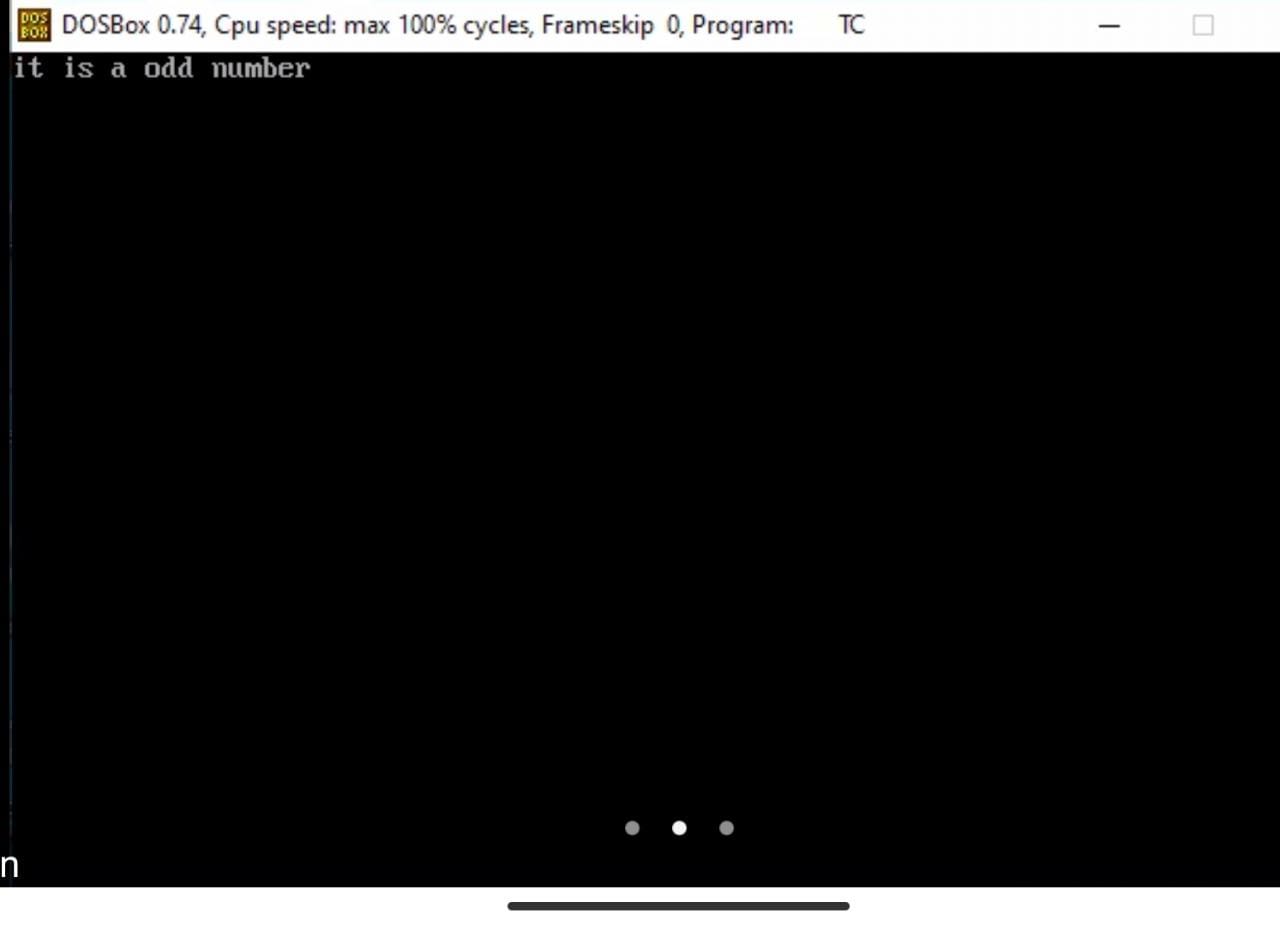 DOS
BOX
DOSBox 0.74, Cpu speed: max 100% cycles, Frameskip 0, Program: TC
it is a odd number
n